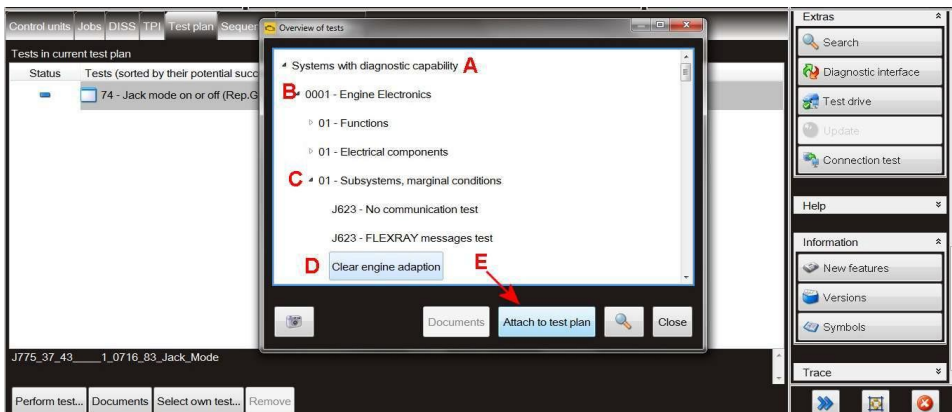 Control units Jobs DISS TPI Test plan
Tests in current test plan
Status Tests (sorted by their potential
74 - Jack mode on or off (Rep.G
Overview of tests
Systems with diagnostic capability A
B 0001 - Engine Electronics
01 - Functions
01 - Electrical components
C 01 - Subsystems, marginal conditions
J623 - No communication test
J623 - FLEXRAY messages test
D Clear engine adaption E
Documents Attach to test plan Close
J775_37_43____1_0716_83_Jack_Mode
Perform test... Documents Select own test... Remove
Extras
Search
Diagnostic interface
Test drive
Update
Connection test
Help
Information
New features
Versions
Symbols
Trace